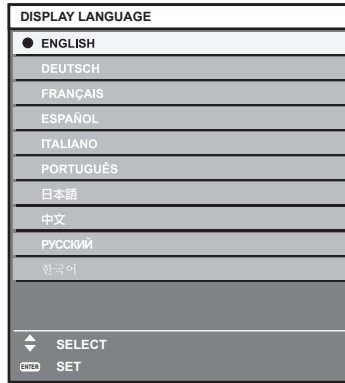 DISPLAY LANGUAGE
ENGLISH
DEUTSCH
FRANÇAIS
ESPAÑOL
ITALIANO
PORTUGUÊS
日本語
中文
РУССКИЙ
한국어
SELECT
ENTER SET